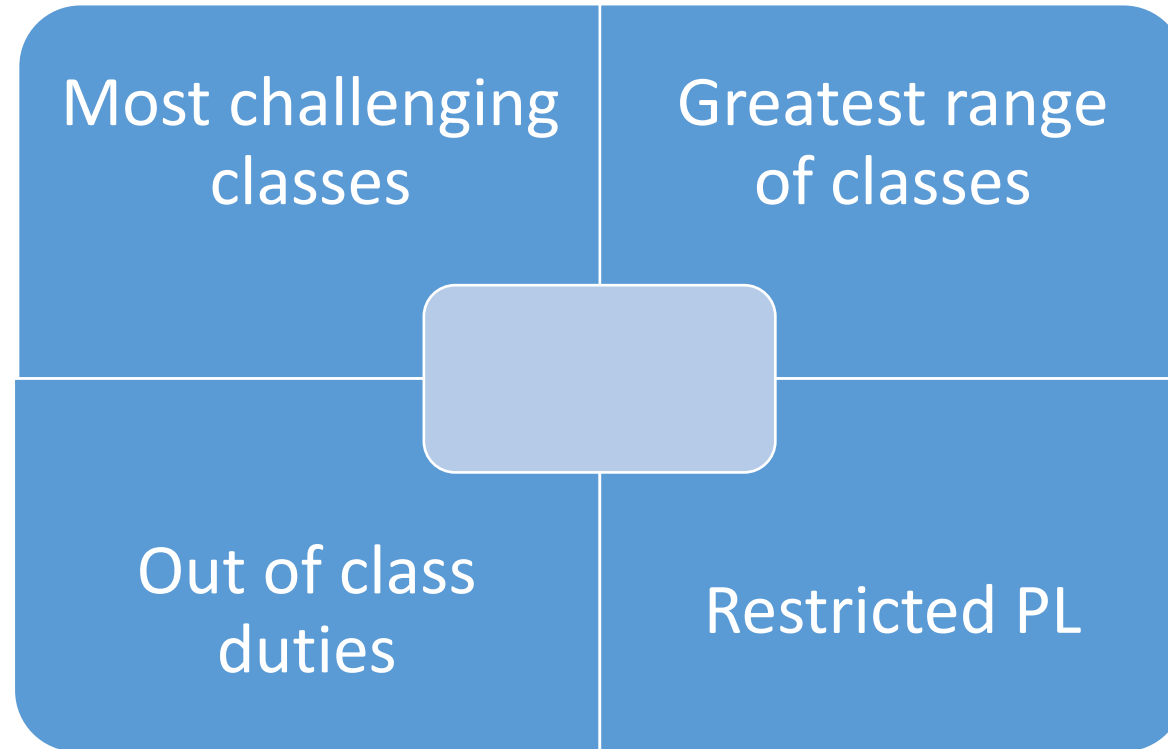 Most challenging
classes
Greatest range
of classes
Out of class
duties
Restricted PL